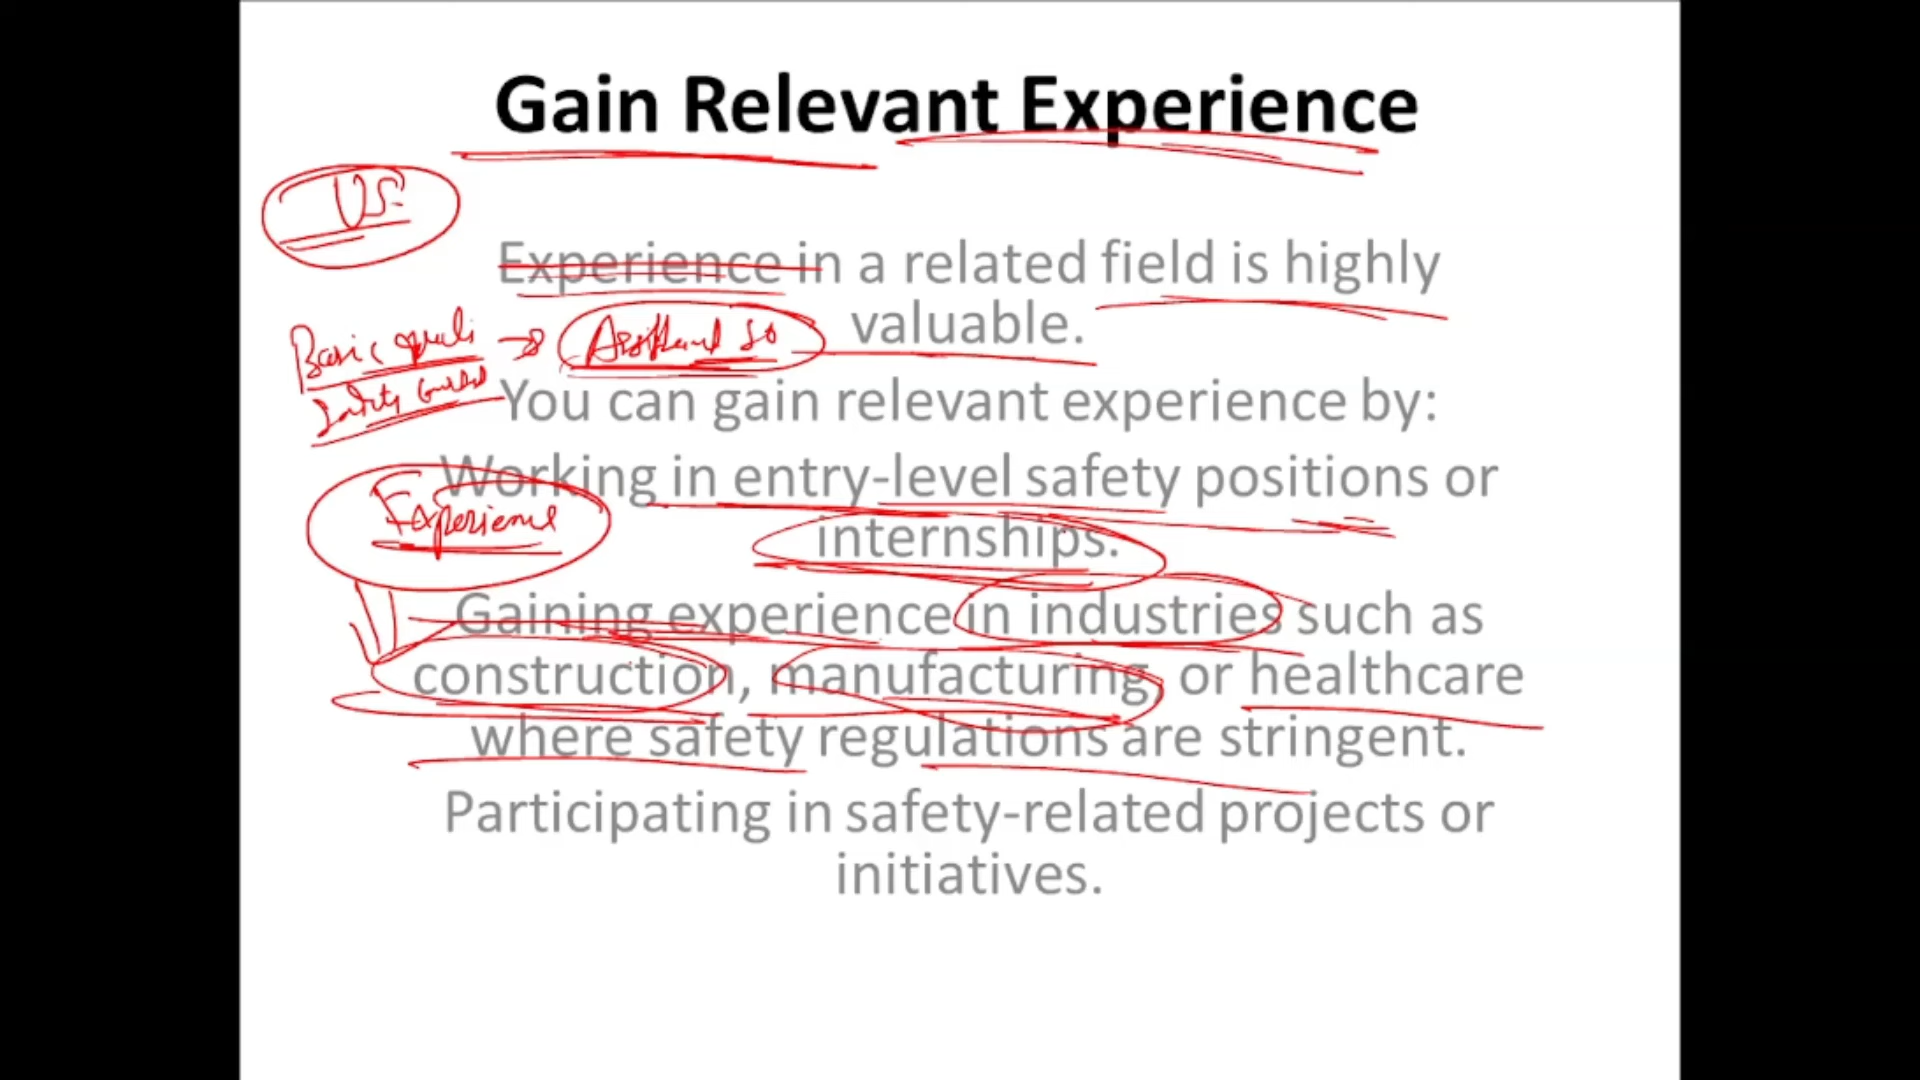 Gain Relevant Experience
US
Experience in a related field is highly
valuable.
Basic →
Safety
You can gain relevant experience by:
Working in entry-level safety positions or
internships.
Experience
Gaining experience in industries such as
construction, manufacturing, or healthcare
where safety regulations are stringent.
Participating in safety-related projects or
initiatives.